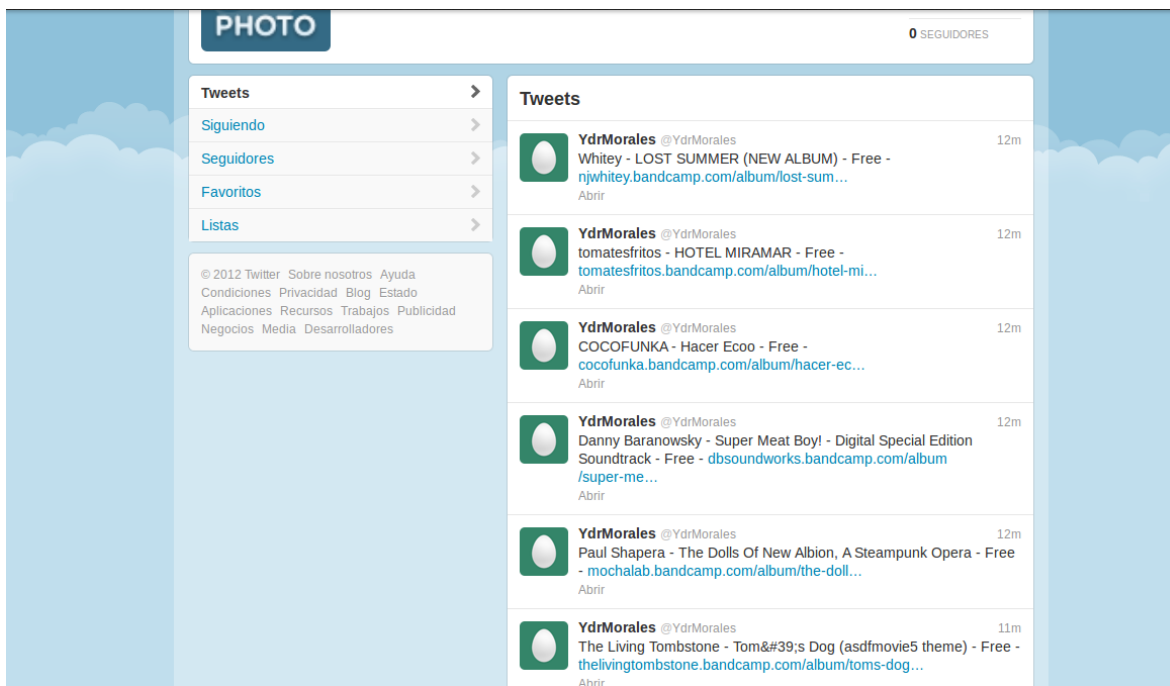 PHOTO
0 SEGUIDORES
Tweets
Siguiendo
Seguidores
Favoritos
Listas
© 2012 Twitter Sobre nosotros Ayuda
Condiciones Privacidad Blog Estado
Aplicaciones Recursos Trabajos Publicidad
Negocios Media Desarrolladores
Tweets
YdrMorales @YdrMorales 12m
Whitey - LOST SUMMER (NEW ALBUM) - Free -
njwhitey.bandcamp.com/album/lost-sum…
Abrir
YdrMorales @YdrMorales 12m
tomatesfritos - HOTEL MIRAMAR - Free -
tomatesfritos.bandcamp.com/album/hotel-mi…
Abrir
YdrMorales @YdrMorales 12m
COCOFUNKA - Hacer Ecoo - Free -
cocofunka.bandcamp.com/album/hacer-ec…
Abrir
YdrMorales @YdrMorales 12m
Danny Baranowsky - Super Meat Boy! - Digital Special Edition
Soundtrack - Free - dbsoundworks.bandcamp.com/album
/super-me…
Abrir
YdrMorales @YdrMorales 12m
Paul Shapera - The Dolls Of New Albion, A Steampunk Opera - Free
- mochalab.bandcamp.com/album/the-doll…
Abrir
YdrMorales @YdrMorales 11m
The Living Tombstone - Tom&#39;s Dog (asdfmovie5 theme) - Free -
thelivingtombstone.bandcamp.com/album/toms-dog…
Abrir